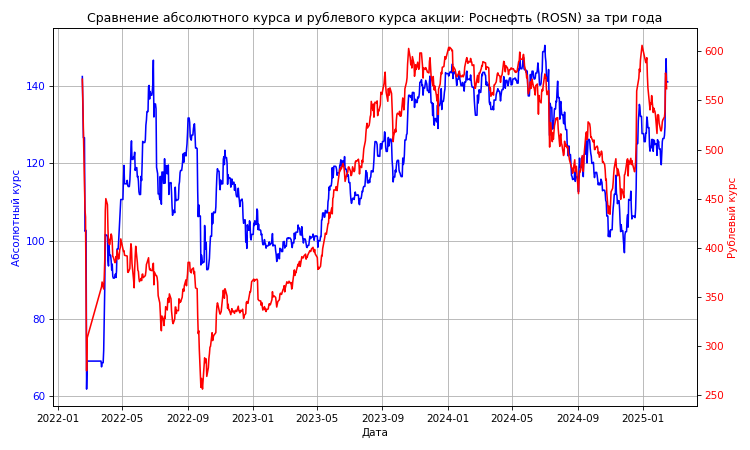 Сравнение абсолютного курса и рублевого курса акции: Роснефть (ROSN) за три года
Абсолютный курс
140
120
100
80
60
600
550
500
450
400
350
300
250
Рублевый курс
2022-01 2022-05 2022-09 2023-01 2023-05 2023-09 2024-01 2024-05 2024-09 2025-01
Дата